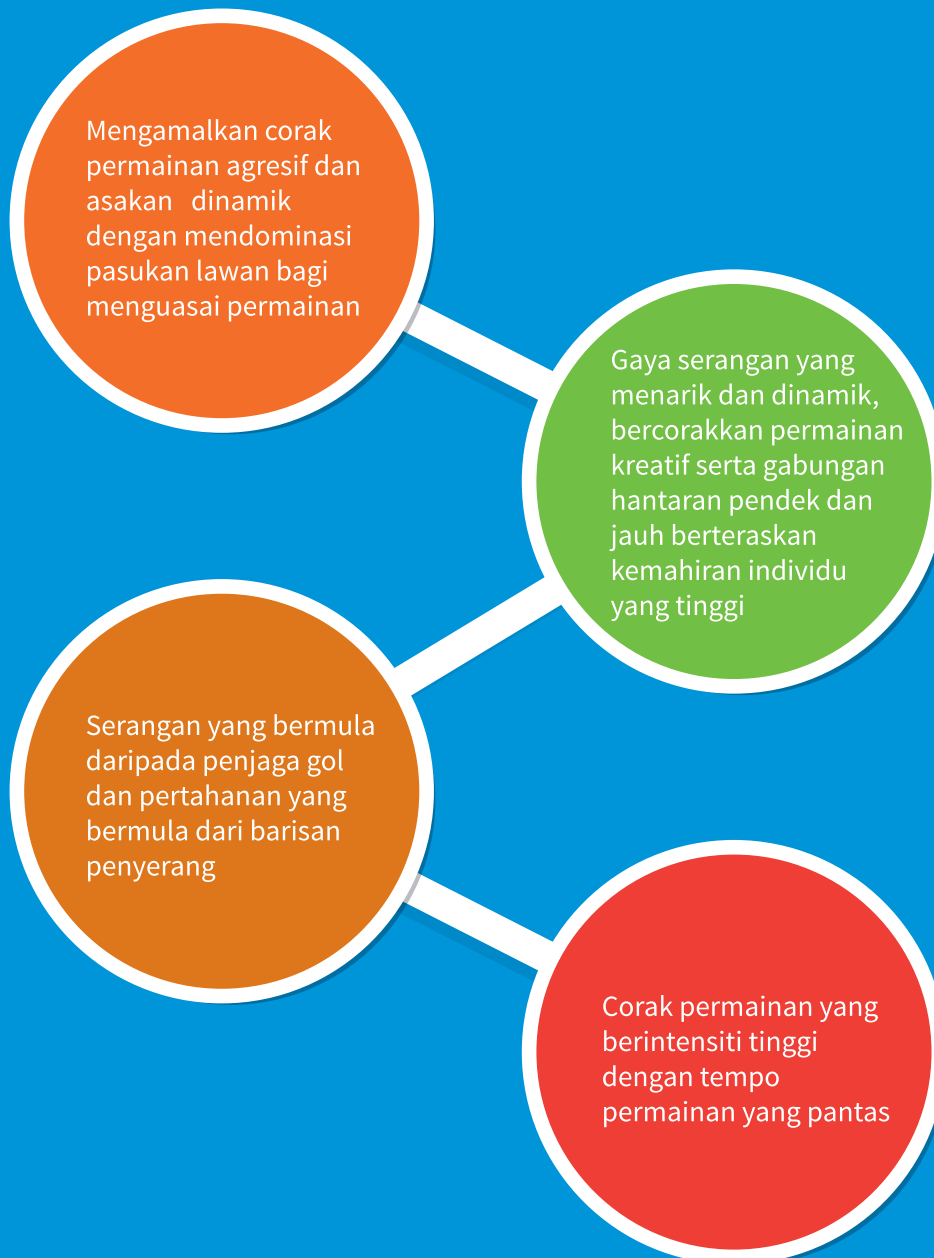 Mengamalkan corak
permainan agresif dan
asakan dinamik
dengan mendominasi
pasukan lawan bagi
menguasai permainan
Gaya serangan yang
menarik dan dinamik,
bercorakkan permainan
kreatif serta gabungan
hantaran pendek dan
jauh berteraskan
kemahiran individu
yang tinggi
Serangan yang bermula
daripada penjaga gol
dan pertahanan yang
bermula dari barisan
penyerang
Corak permainan yang
berintensiti tinggi
dengan tempo
permainan yang pantas